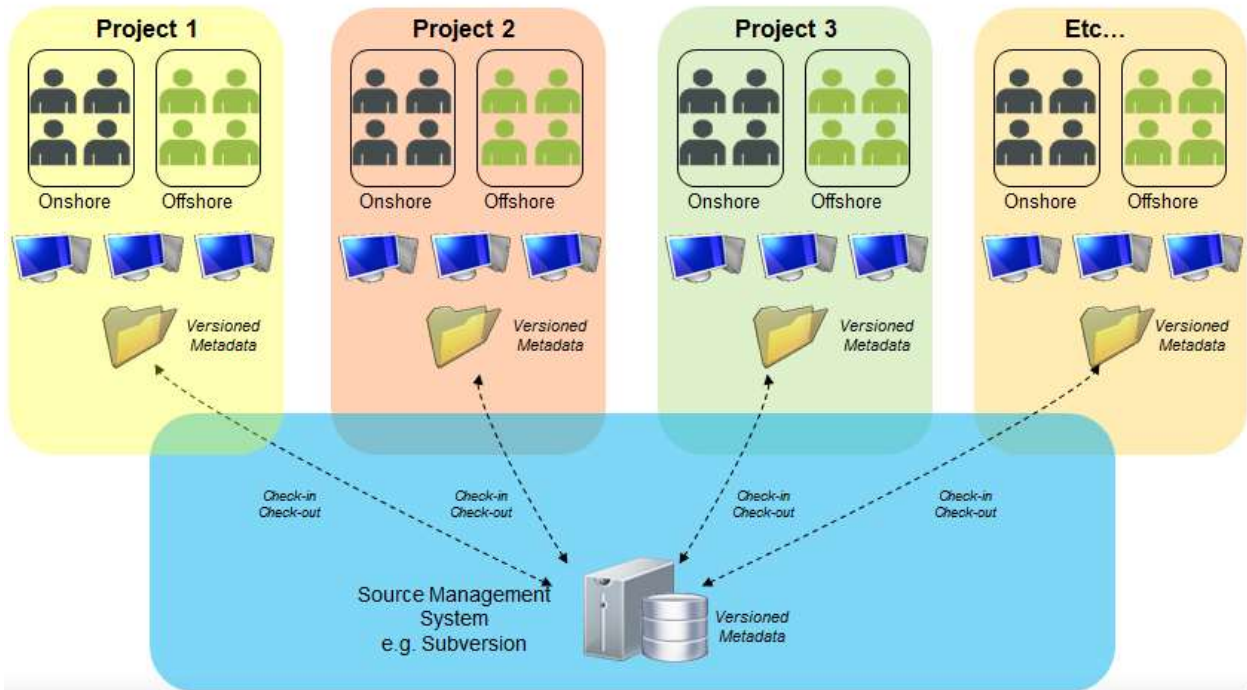 Project 1
Project 2
Project 3
Etc…
Onshore
Offshore
Onshore
Offshore
Onshore
Offshore
Onshore
Offshore
Versioned
Metadata
Versioned
Metadata
Versioned
Metadata
Versioned
Metadata
Check-in
Check-out
Check-in
Check-out
Check-in
Check-out
Check-in
Check-out
Source Management
System
e.g. Subversion
Versioned
Metadata